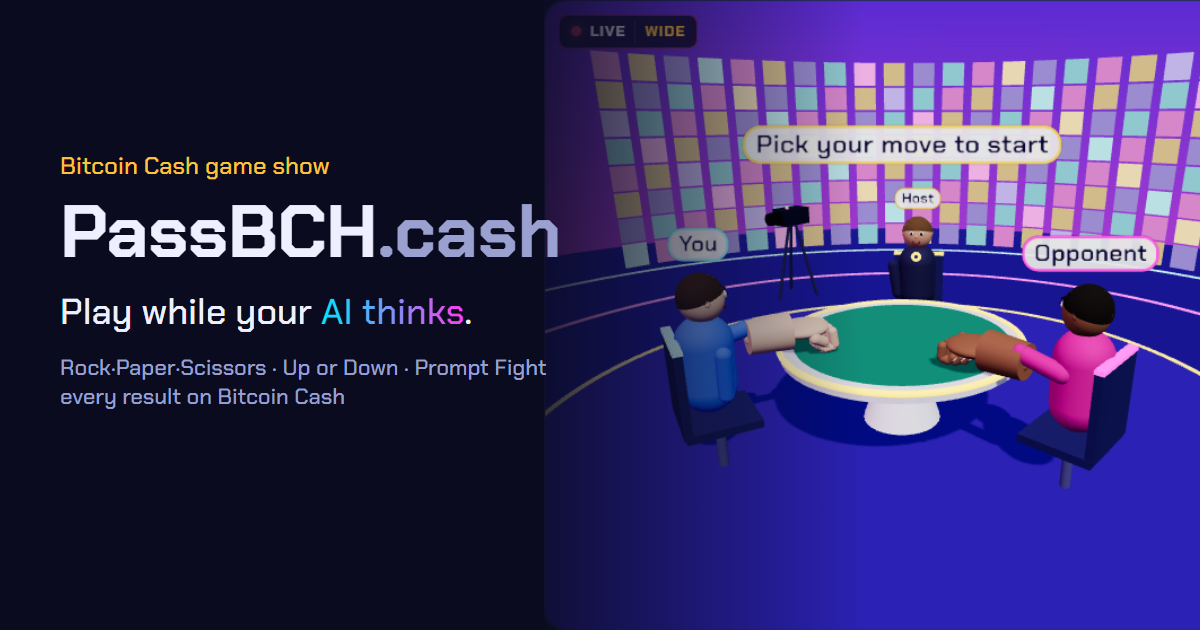 Bitcoin Cash game show
PassBCH.cash
Play while your AI thinks.
Rock·Paper·Scissors · Up or Down · Prompt Fight
every result on Bitcoin Cash
LIVE WIDE
Pick your move to start
Host
You
Opponent